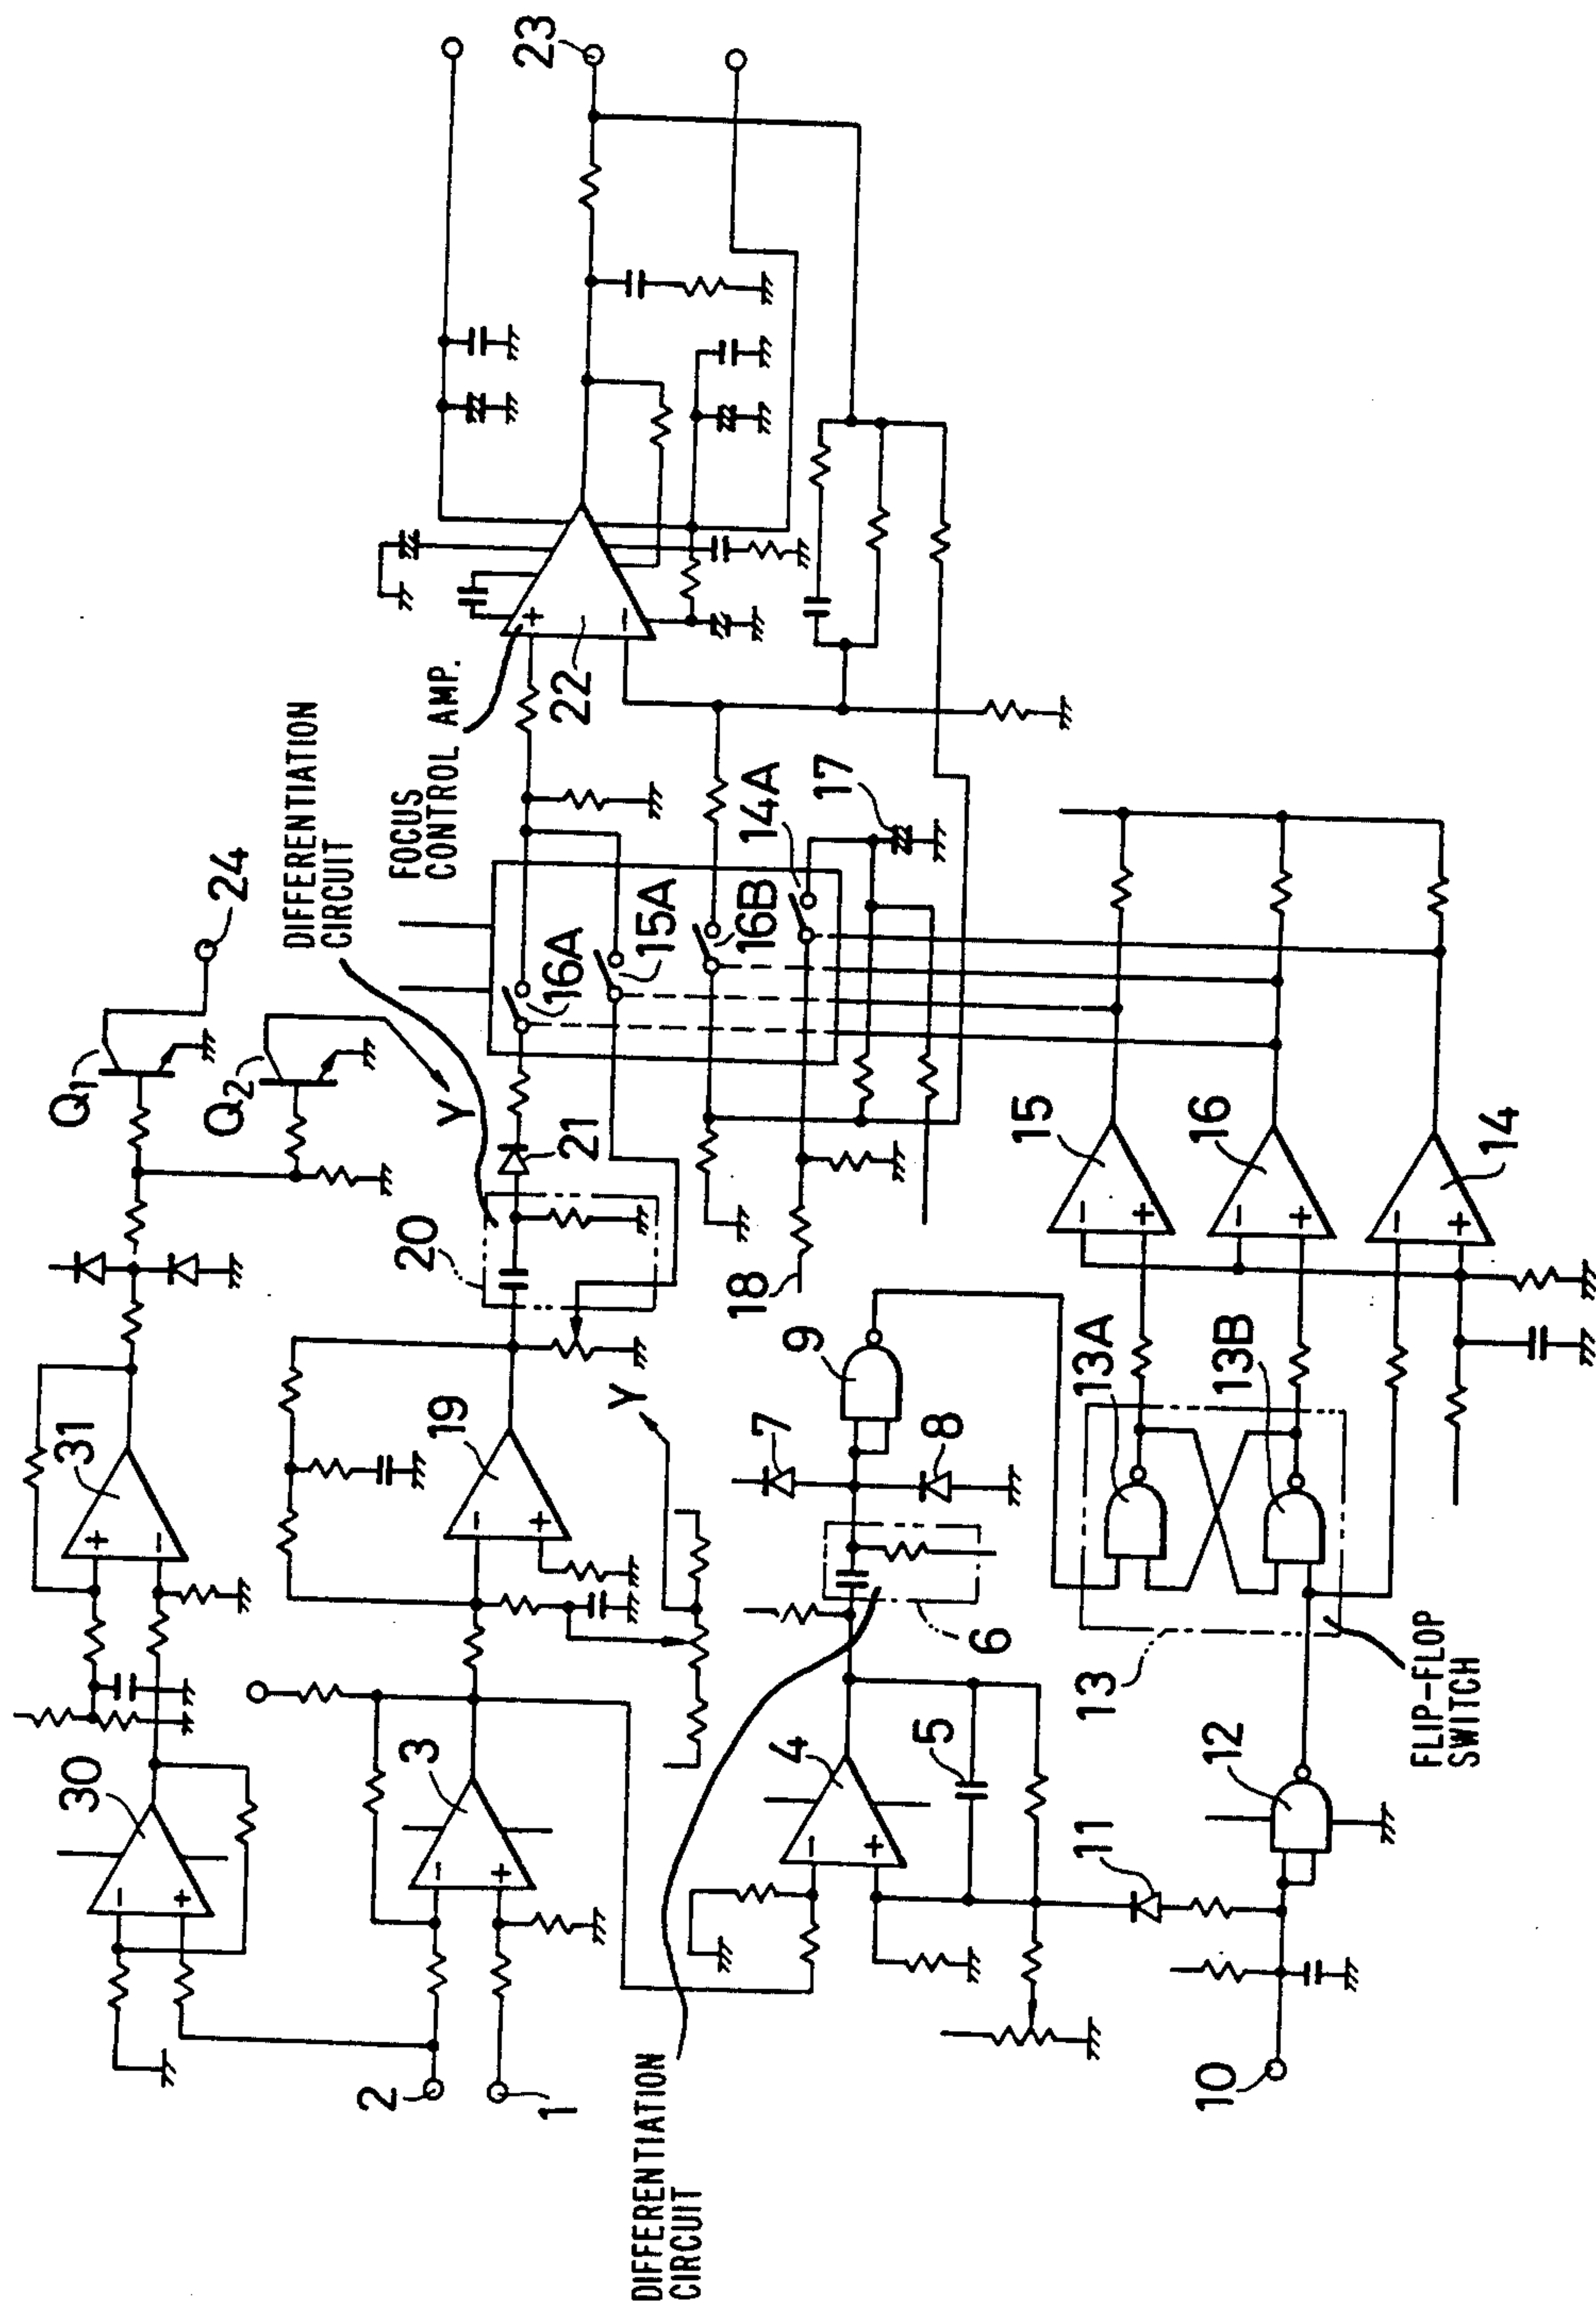 Q1
24
Q2
Y
DIFFERENTIATION
CIRCUIT
FOCUS
CONTROL AMP.
23
31
+
−
30
−
+
2
1
3
−
+
19
−
+
Y
20
21
16A
15A
16B
14A
17
18
22
+
−
DIFFERENTIATION
CIRCUIT
4
−
+
5
6
7
8
9
10
11
12
13
13A
13B
FLIP-FLOP
SWITCH
15
−
+
16
−
+
14
−
+